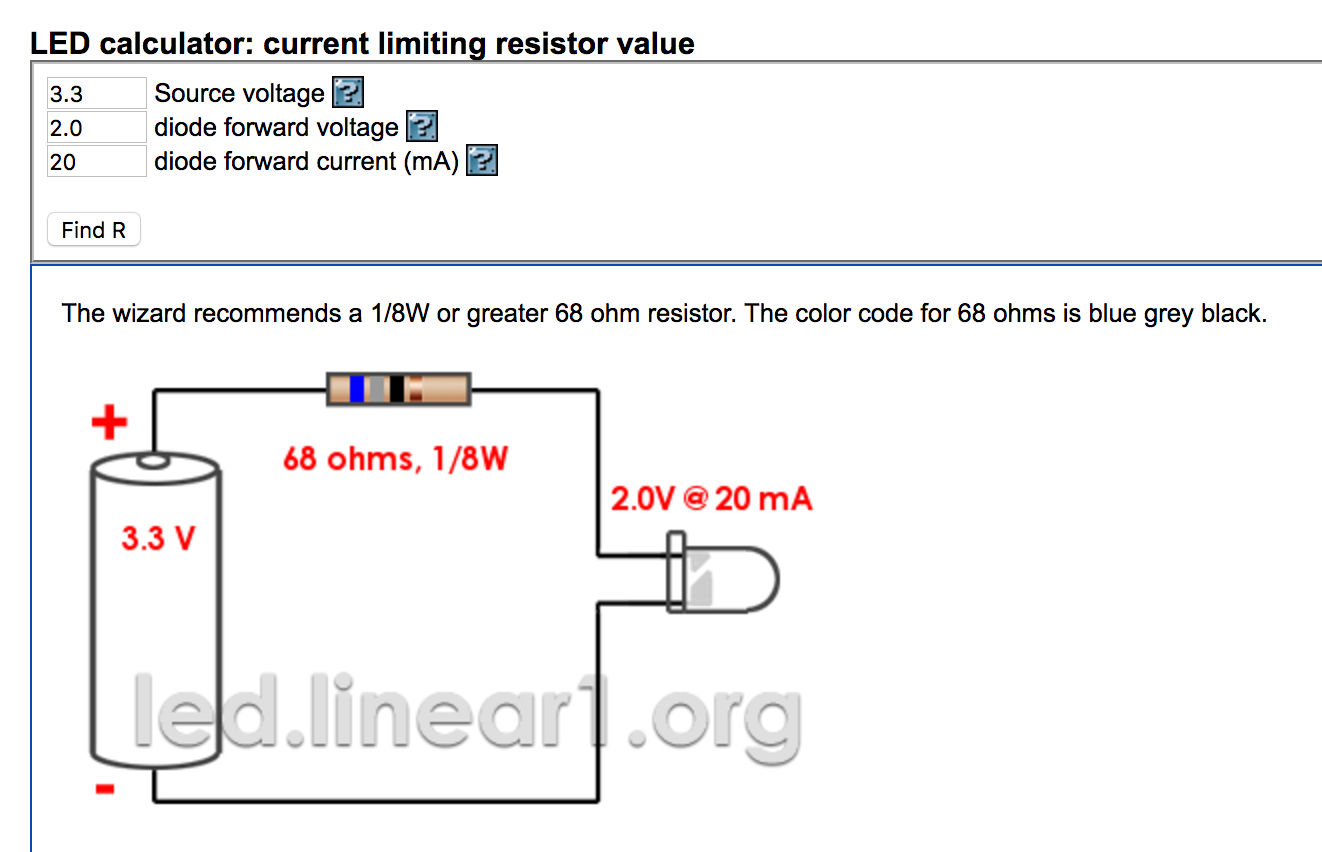 LED calculator: current limiting resistor value
3.3 Source voltage ?
2.0 diode forward voltage ?
20 diode forward current (mA) ?
Find R
The wizard recommends a 1/8W or greater 68 ohm resistor. The color code for 68 ohms is blue grey black.
+
68 ohms, 1/8W
2.0V @ 20 mA
3.3 V
led.linear1.org
-